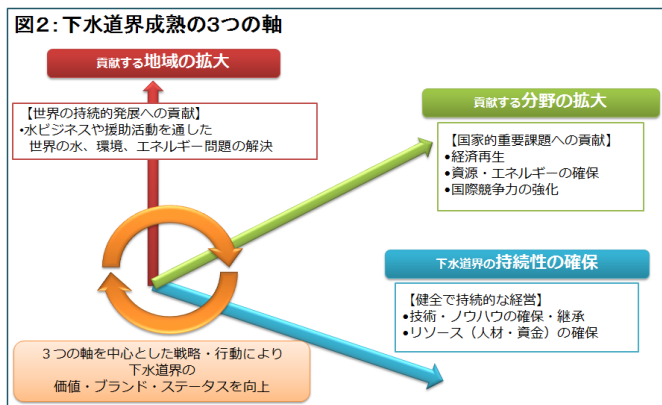 図2:下水道界成熟の3つの軸
貢献する地域の拡大
【世界の持続的発展への貢献】
•水ビジネスや援助活動を通した
世界の水、環境、エネルギー問題の解決
貢献する分野の拡大
【国家的重要課題への貢献】
•経済再生
•資源・エネルギーの確保
•国際競争力の強化
下水道界の持続性の確保
【健全で持続的な経営】
•技術・ノウハウの確保・継承
•リソース（人材・資金）の確保
３つの軸を中心とした戦略・行動により
下水道界の
価値・ブランド・ステータスを向上